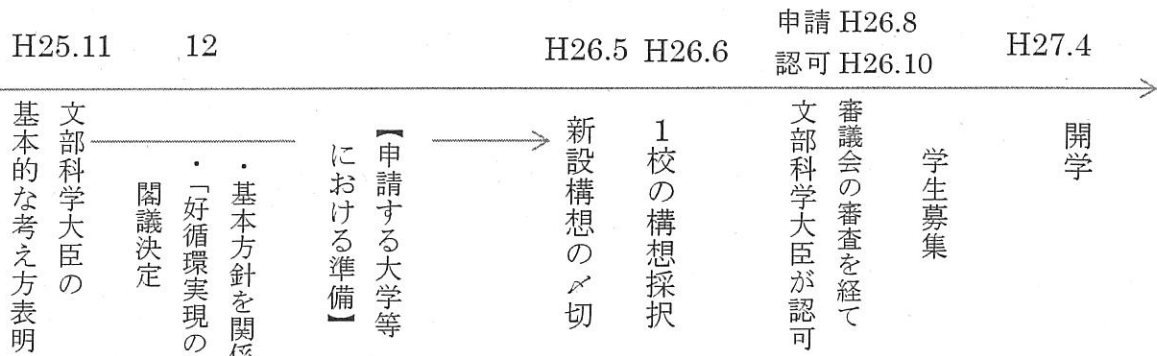 H25.11
12
H26.5
H26.6
申請 H26.8
認可 H26.10
H27.4
文部科学大臣の
基本的な考え方表明
・基本方針を関係
・「好循環実現の
閣議決定
【申請する大学等
における準備】
新設構想の〆切
1校の構想採択
審議会の審査を経て
文部科学大臣が認可
学生募集
開学